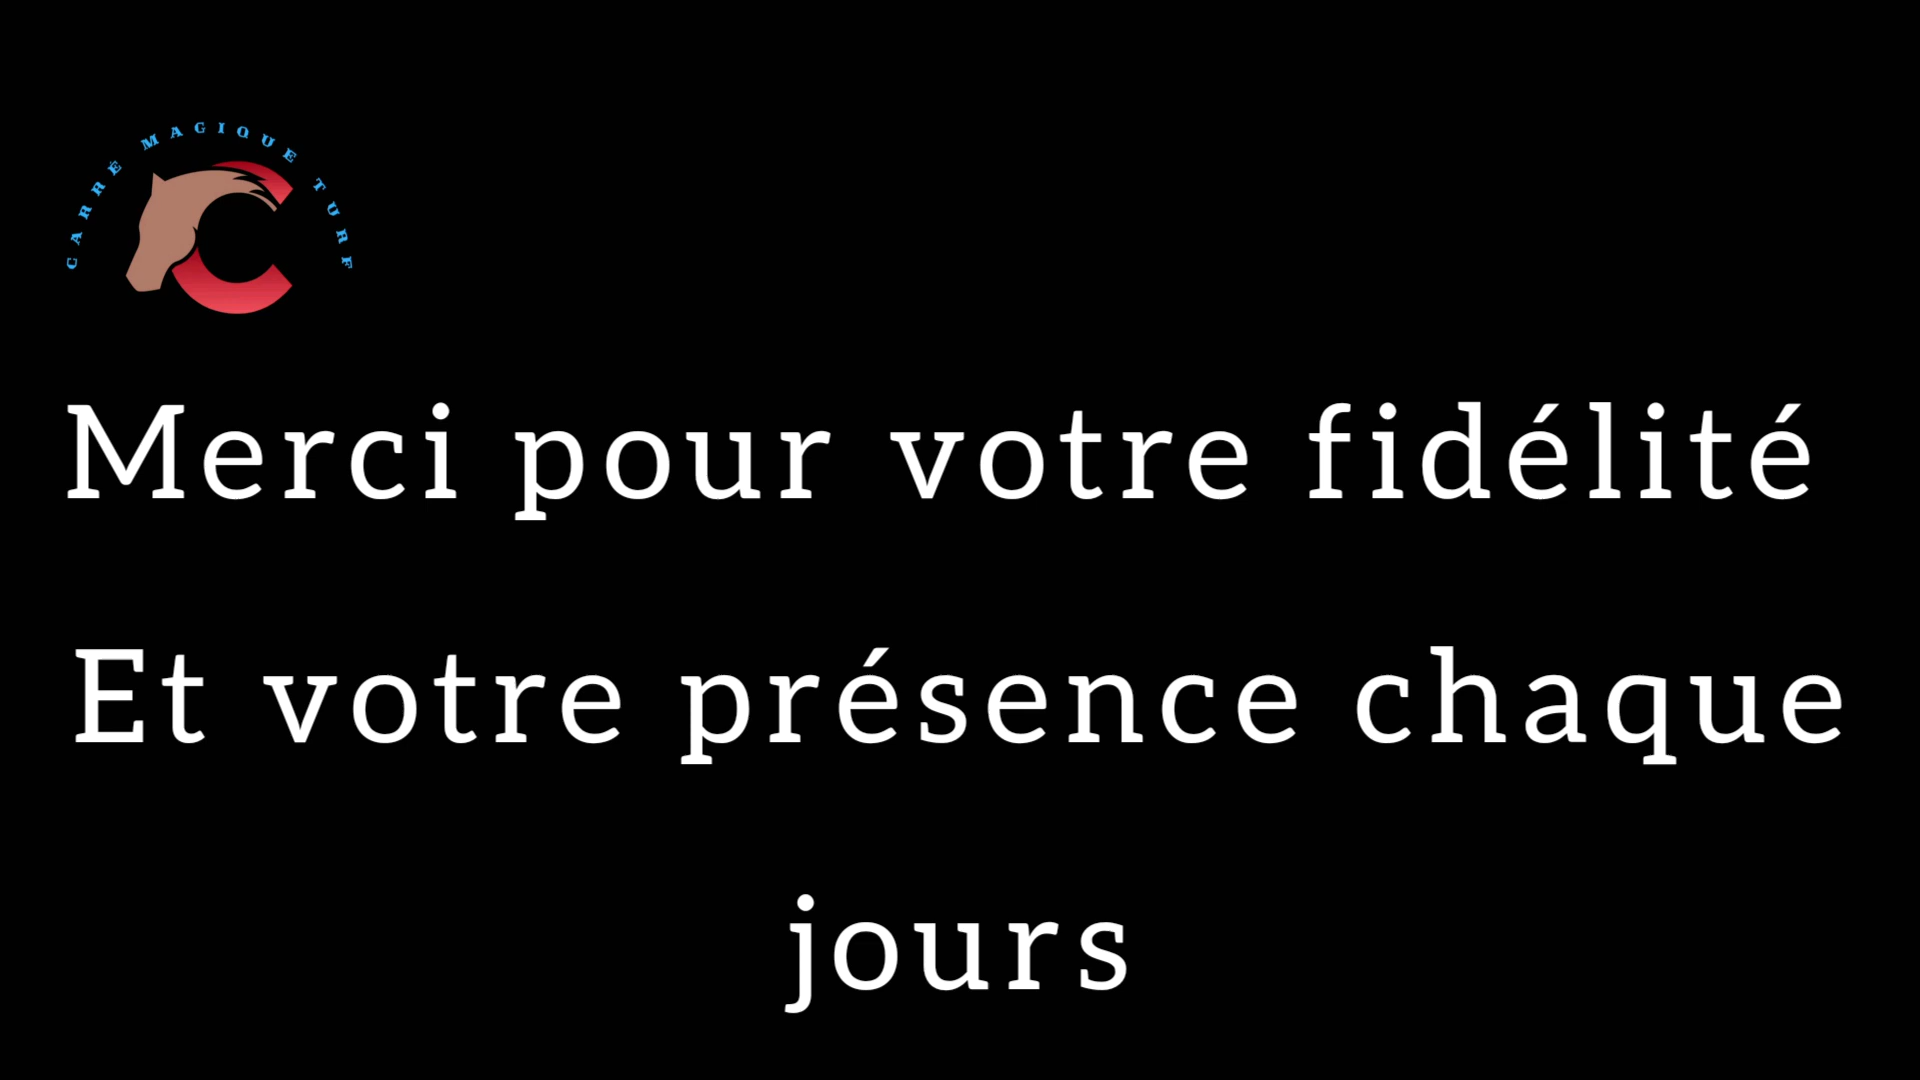 CARRÉ MAGIQUE TURF
Merci pour votre fidélité
Et votre présence chaque
jours